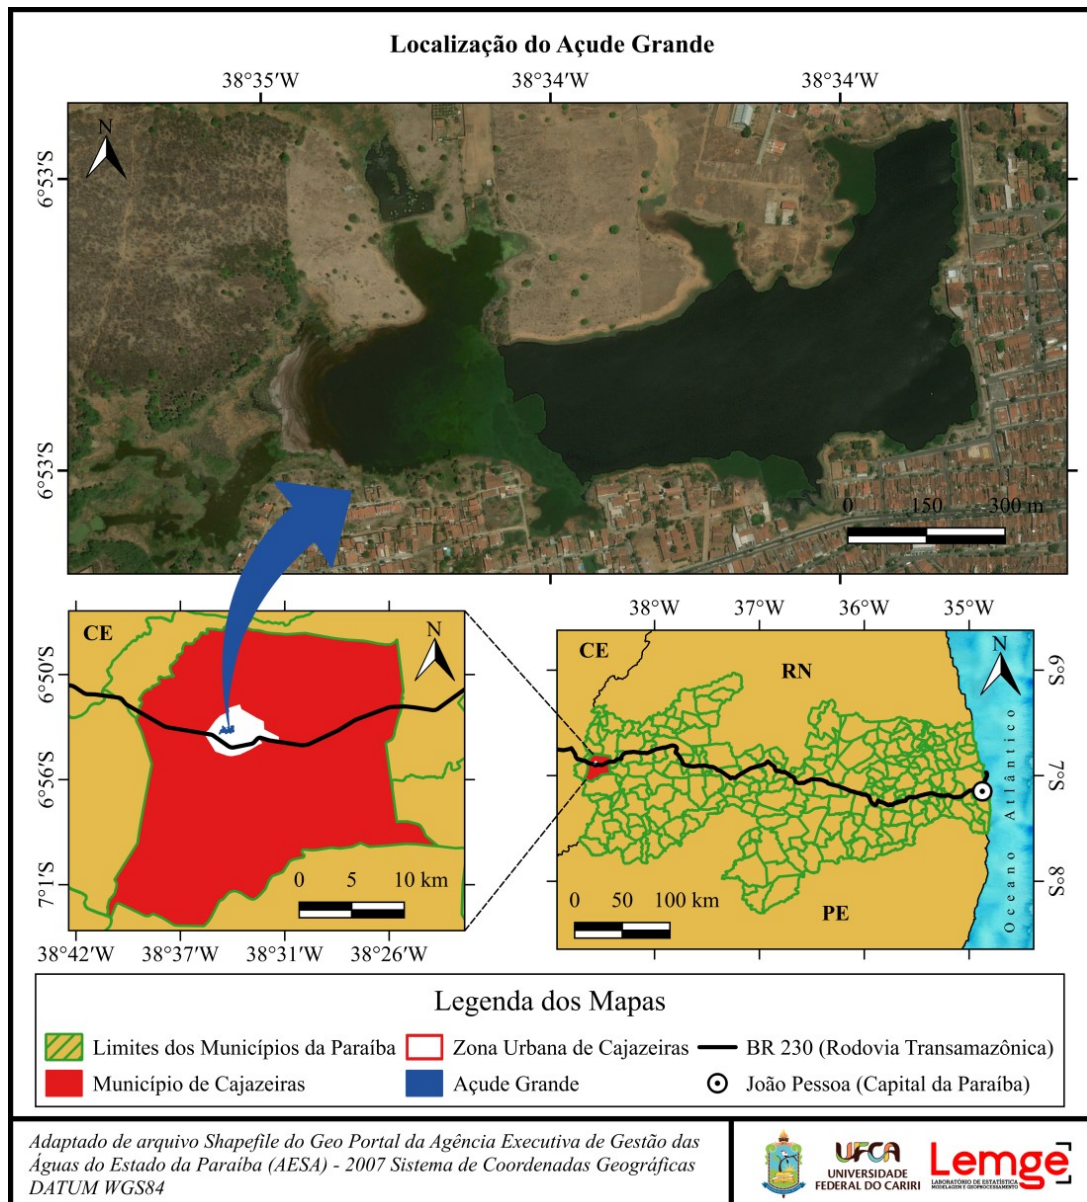 Localização do Açude Grande
38°35'W 38°34'W 38°34'W
N
6°53'S
6°53'S
0 150 300 m
CE
N
6°50'S
6°56'S
7°1'S
0 5 10 km
38°42'W 38°37'W 38°31'W 38°26'W
38°W 37°W 36°W 35°W
CE
RN
N
6°S
7°S
8°S
Oceano Atlântico
0 50 100 km
PE
Legenda dos Mapas
Limites dos Municípios da Paraíba
Zona Urbana de Cajazeiras
BR 230 (Rodovia Transamazônica)
Município de Cajazeiras
Açude Grande
João Pessoa (Capital da Paraíba)
Adaptado de arquivo Shapefile do Geo Portal da Agência Executiva de Gestão das
Águas do Estado da Paraíba (AESA) - 2007 Sistema de Coordenadas Geográficas
DATUM WGS84
UFCA
UNIVERSIDADE
FEDERAL DO CARIRI
Lemge
LABORATÓRIO DE ESTATÍSTICA
MODELAGEM E GEOPROCESSAMENTO